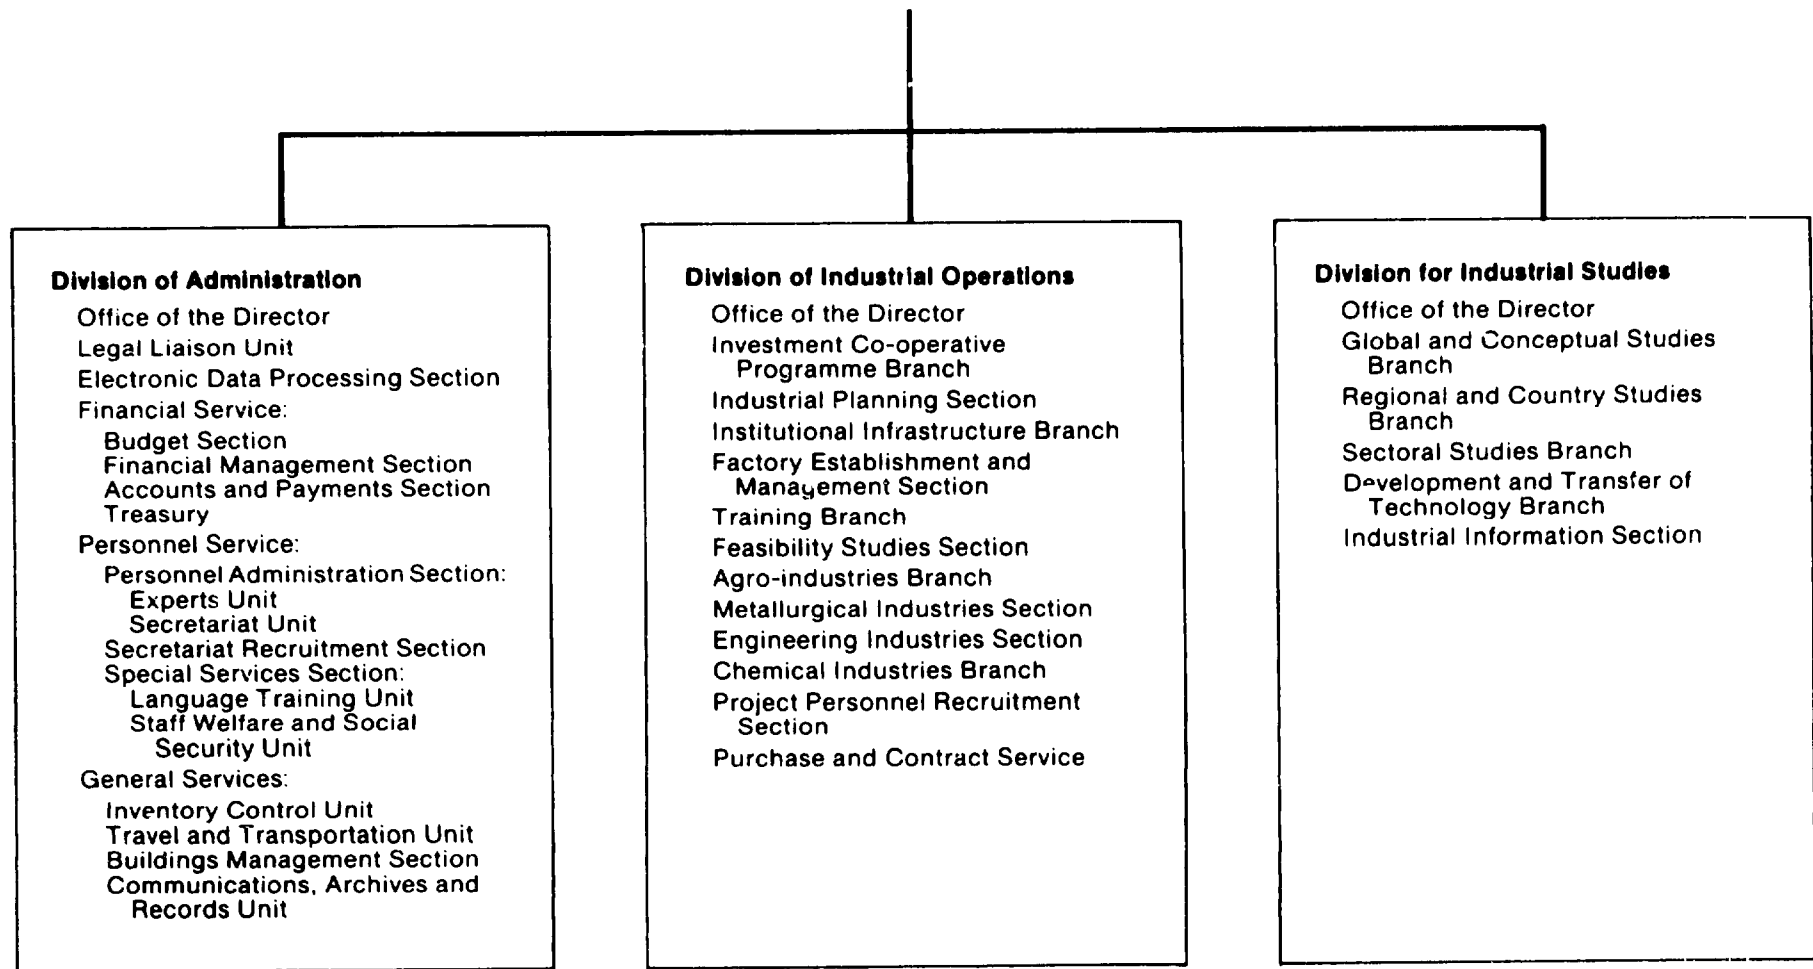 Division of Administration
Office of the Director
Legal Liaison Unit
Electronic Data Processing Section
Financial Service:
Budget Section
Financial Management Section
Accounts and Payments Section
Treasury
Personnel Service:
Personnel Administration Section:
Experts Unit
Secretariat Unit
Secretariat Recruitment Section
Special Services Section:
Language Training Unit
Staff Welfare and Social
Security Unit
General Services:
Inventory Control Unit
Travel and Transportation Unit
Buildings Management Section
Communications, Archives and
Records Unit
Division of Industrial Operations
Office of the Director
Investment Co-operative
Programme Branch
Industrial Planning Section
Institutional Infrastructure Branch
Factory Establishment and
Management Section
Training Branch
Feasibility Studies Section
Agro-industries Branch
Metallurgical Industries Section
Engineering Industries Section
Chemical Industries Branch
Project Personnel Recruitment
Section
Purchase and Contract Service
Division for Industrial Studies
Office of the Director
Global and Conceptual Studies
Branch
Regional and Country Studies
Branch
Sectoral Studies Branch
Development and Transfer of
Technology Branch
Industrial Information Section